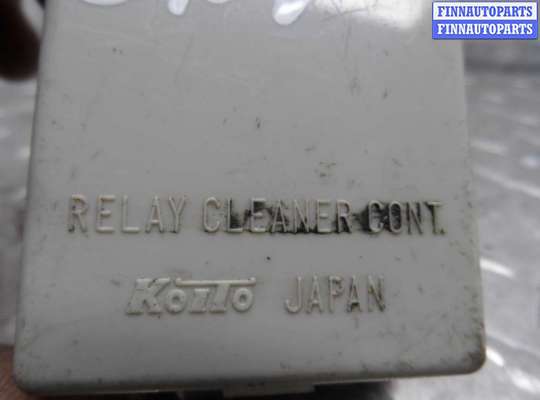 FINNAUTOPARTS
FINNAUTOPARTS
RELAY CLEANER CONT.
KOITO JAPAN